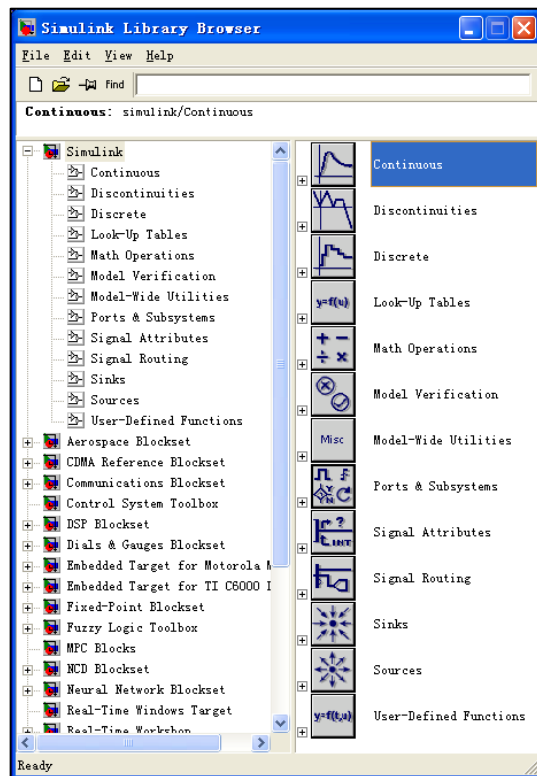 Simulink Library Browser
File Edit View Help
Find
Continuous: simulink/Continuous
Simulink
Continuous
Discontinuities
Discrete
Look-Up Tables
Math Operations
Model Verification
Model-Wide Utilities
Ports & Subsystems
Signal Attributes
Signal Routing
Sinks
Sources
User-Defined Functions
Aerospace Blockset
CDMA Reference Blockset
Communications Blockset
Control System Toolbox
DSP Blockset
Dials & Gauges Blockset
Embedded Target for Motorola M
Embedded Target for TI C6000 I
Fixed-Point Blockset
Fuzzy Logic Toolbox
MPC Blocks
NCD Blockset
Neural Network Blockset
Real-Time Windows Target
Real-Time Workshop
Continuous
Discontinuities
Discrete
y=f(u) Look-Up Tables
+ − ÷ × Math Operations
Model Verification
Misc Model-Wide Utilities
Ports & Subsystems
? INT Signal Attributes
Signal Routing
Sinks
Sources
y=f(t,u) User-Defined Functions
Ready